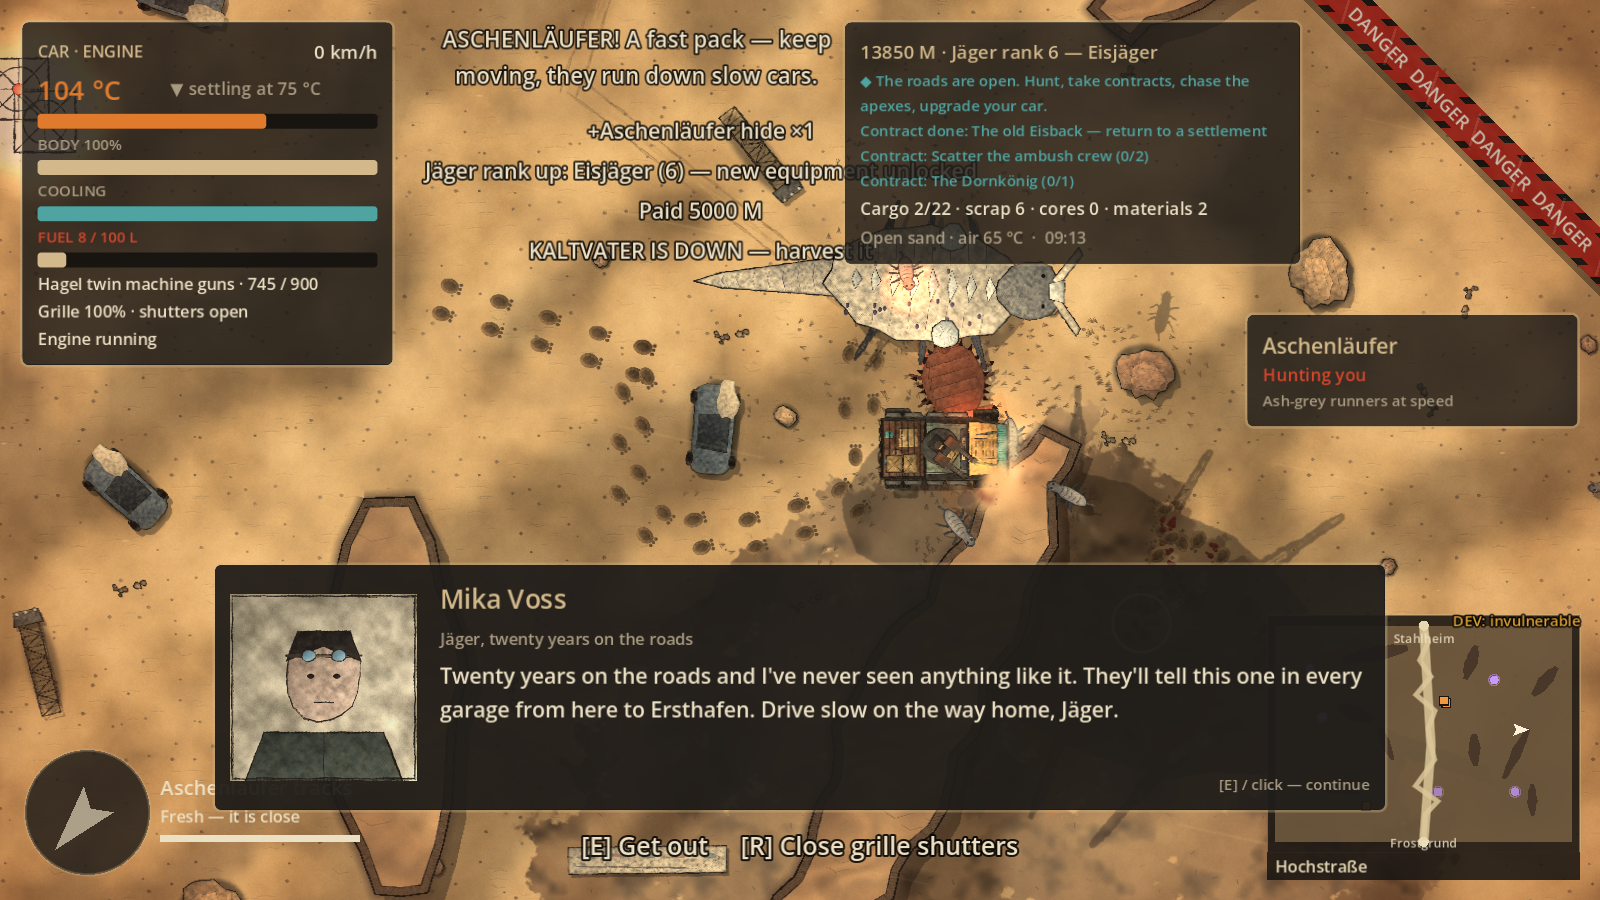 CAR · ENGINE
0 km/h
104 °C
▼ settling at 75 °C
BODY 100%
COOLING
FUEL 8 / 100 L
Hagel twin machine guns · 745 / 900
Grille 100% · shutters open
Engine running
ASCHENLÄUFER! A fast pack — keep
moving, they run down slow cars.
+Aschenläufer hide ×1
Jäger rank up: Eisjäger (6) — new equipment unlocked
Paid 5000 M
KALTVATER IS DOWN — harvest it
13850 M · Jäger rank 6 — Eisjäger
◆ The roads are open. Hunt, take contracts, chase the
apexes, upgrade your car.
Contract done: The old Eisback — return to a settlement
Contract: Scatter the ambush crew (0/2)
Contract: The Dornkönig (0/1)
Cargo 2/22 · scrap 6 · cores 0 · materials 2
Open sand · air 65 °C · 09:13
DANGER DANGER DANGER DANGER
Aschenläufer
Hunting you
Ash-grey runners at speed
Mika Voss
Jäger, twenty years on the roads
Twenty years on the roads and I've never seen anything like it. They'll tell this one in every
garage from here to Ersthafen. Drive slow on the way home, Jäger.
[E] / click — continue
Aschenläufer tracks
Fresh — it is close
[E] Get out
[R] Close grille shutters
DEV: invulnerable
Stahlheim
Frostgrund
Hochstraße